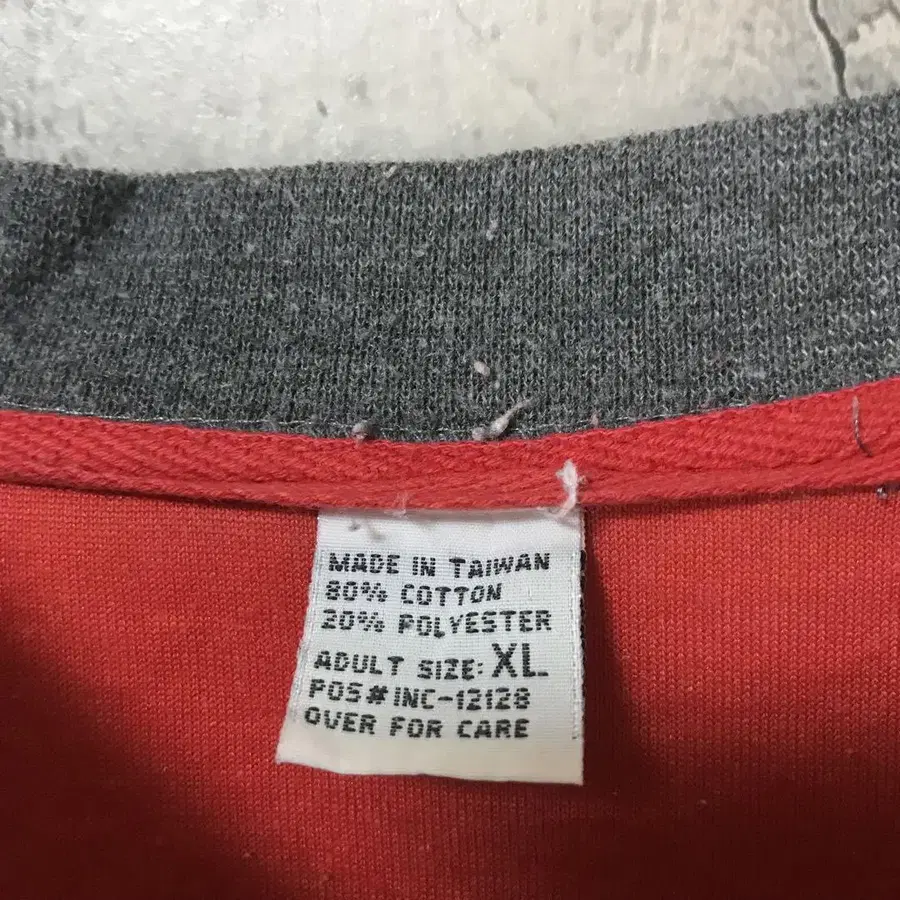 MADE IN TAIWAN
80% COTTON
20% POLYESTER
ADULT SIZE: XL
POS#INC-12128
OVER FOR CARE